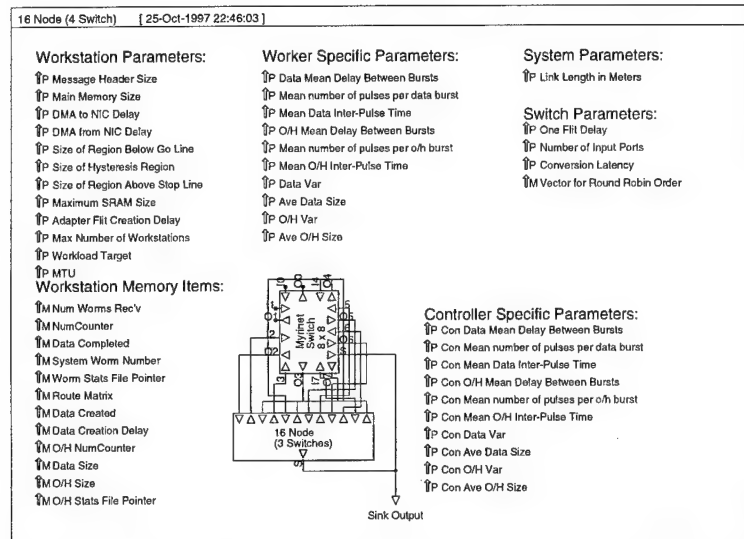 16 Node (4 Switch) [ 25-Oct-1997 22:46:03 ]
Workstation Parameters:
⇑P Message Header Size
⇑P Main Memory Size
⇑P DMA to NIC Delay
⇑P DMA from NIC Delay
⇑P Size of Region Below Go Line
⇑P Size of Hysteresis Region
⇑P Size of Region Above Stop Line
⇑P Maximum SRAM Size
⇑P Adapter Flit Creation Delay
⇑P Max Number of Workstations
⇑P Workload Target
⇑P MTU
Workstation Memory Items:
⇑M Num Worms Rec'v
⇑M NumCounter
⇑M Data Completed
⇑M System Worm Number
⇑M Worm Stats File Pointer
⇑M Route Matrix
⇑M Data Created
⇑M Data Creation Delay
⇑M O/H NumCounter
⇑M Data Size
⇑M O/H Size
⇑M O/H Stats File Pointer
Worker Specific Parameters:
⇑P Data Mean Delay Between Bursts
⇑P Mean number of pulses per data burst
⇑P Mean Data Inter-Pulse Time
⇑P O/H Mean Delay Between Bursts
⇑P Mean number of pulses per o/h burst
⇑P Mean O/H Inter-Pulse Time
⇑P Data Var
⇑P Ave Data Size
⇑P O/H Var
⇑P Ave O/H Size
System Parameters:
⇑P Link Length in Meters
Switch Parameters:
⇑P One Flit Delay
⇑P Number of Input Ports
⇑P Conversion Latency
⇑M Vector for Round Robin Order
I0 O0 I4 O4
Myrinet
Switch
8 x 8
2
O2
I3 O3 I7
16 Node
(3 Switches)
S
Sink Output
Controller Specific Parameters:
⇑P Con Data Mean Delay Between Bursts
⇑P Con Mean number of pulses per data burst
⇑P Con Mean Data Inter-Pulse Time
⇑P Con O/H Mean Delay Between Bursts
⇑P Con Mean number of pulses per o/h burst
⇑P Con Mean O/H Inter-Pulse Time
⇑P Con Data Var
⇑P Con Ave Data Size
⇑P Con O/H Var
⇑P Con Ave O/H Size